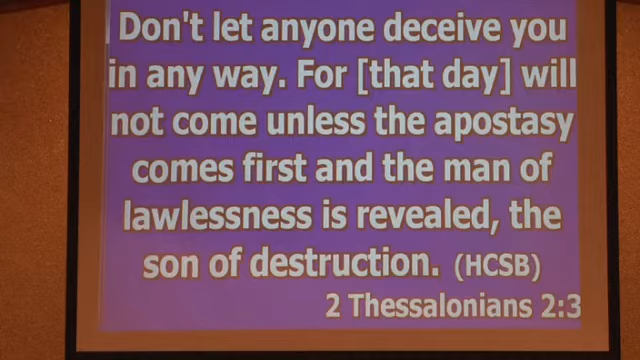 Don't let anyone deceive you
in any way. For [that day] will
not come unless the apostasy
comes first and the man of
lawlessness is revealed, the
son of destruction. (HCSB)
2 Thessalonians 2:3